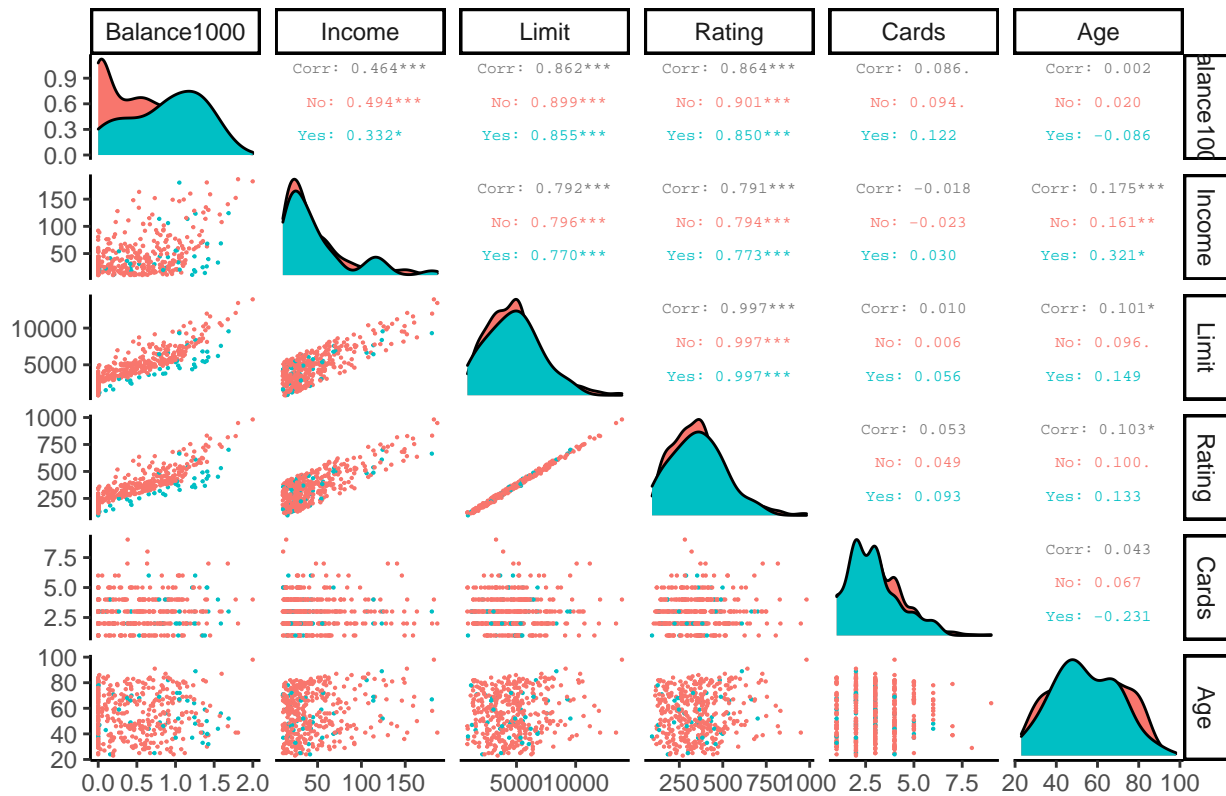 Balance1000 Income Limit Rating Cards Age
0.9
0.6
0.3
0.0
Corr: 0.464*** Corr: 0.862*** Corr: 0.864*** Corr: 0.086. Corr: 0.002
No: 0.494*** No: 0.899*** No: 0.901*** No: 0.094. No: 0.020
Yes: 0.332* Yes: 0.855*** Yes: 0.850*** Yes: 0.122 Yes: -0.086
alance100
150
100
50
Corr: 0.792*** Corr: 0.791*** Corr: -0.018 Corr: 0.175***
No: 0.796*** No: 0.794*** No: -0.023 No: 0.161**
Yes: 0.770*** Yes: 0.773*** Yes: 0.030 Yes: 0.321*
Income
10000
5000
Corr: 0.997*** Corr: 0.010 Corr: 0.101*
No: 0.997*** No: 0.006 No: 0.096.
Yes: 0.997*** Yes: 0.056 Yes: 0.149
Limit
1000
750
500
250
Corr: 0.053 Corr: 0.103*
No: 0.049 No: 0.100.
Yes: 0.093 Yes: 0.133
Rating
7.5
5.0
2.5
Corr: 0.043
No: 0.067
Yes: -0.231
Cards
100
80
60
40
20
Age
0.0 0.5 1.0 1.5 2.0 50 100 150 5000 10000 250 500 750 1000 2.5 5.0 7.5 20 40 60 80 100